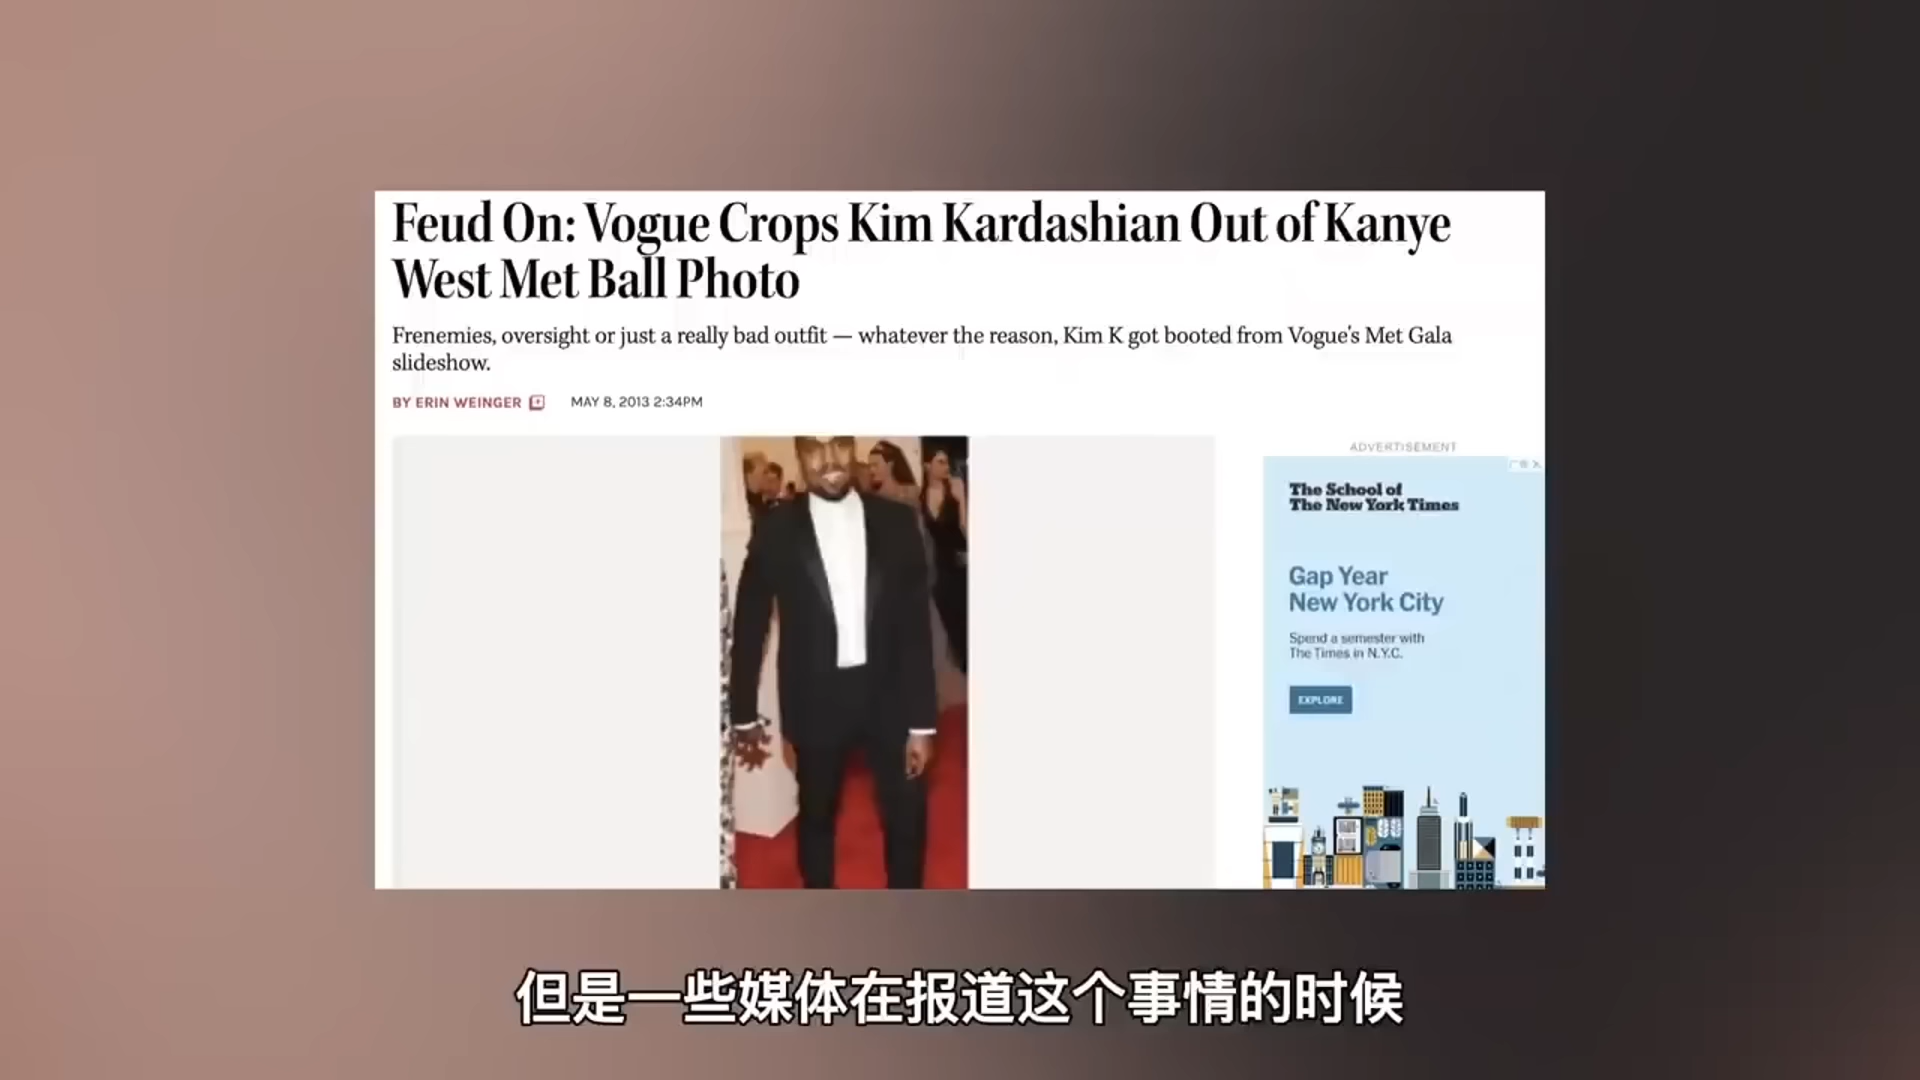 Feud On: Vogue Crops Kim Kardashian Out of Kanye
West Met Ball Photo
Frenemies, oversight or just a really bad outfit — whatever the reason, Kim K got booted from Vogue's Met Gala
slideshow.
BY ERIN WEINGER MAY 8, 2013 2:34PM
ADVERTISEMENT
The School of
The New York Times
Gap Year
New York City
Spend a semester with
The Times in N.Y.C.
EXPLORE
但是一些媒体在报道这个事情的时候